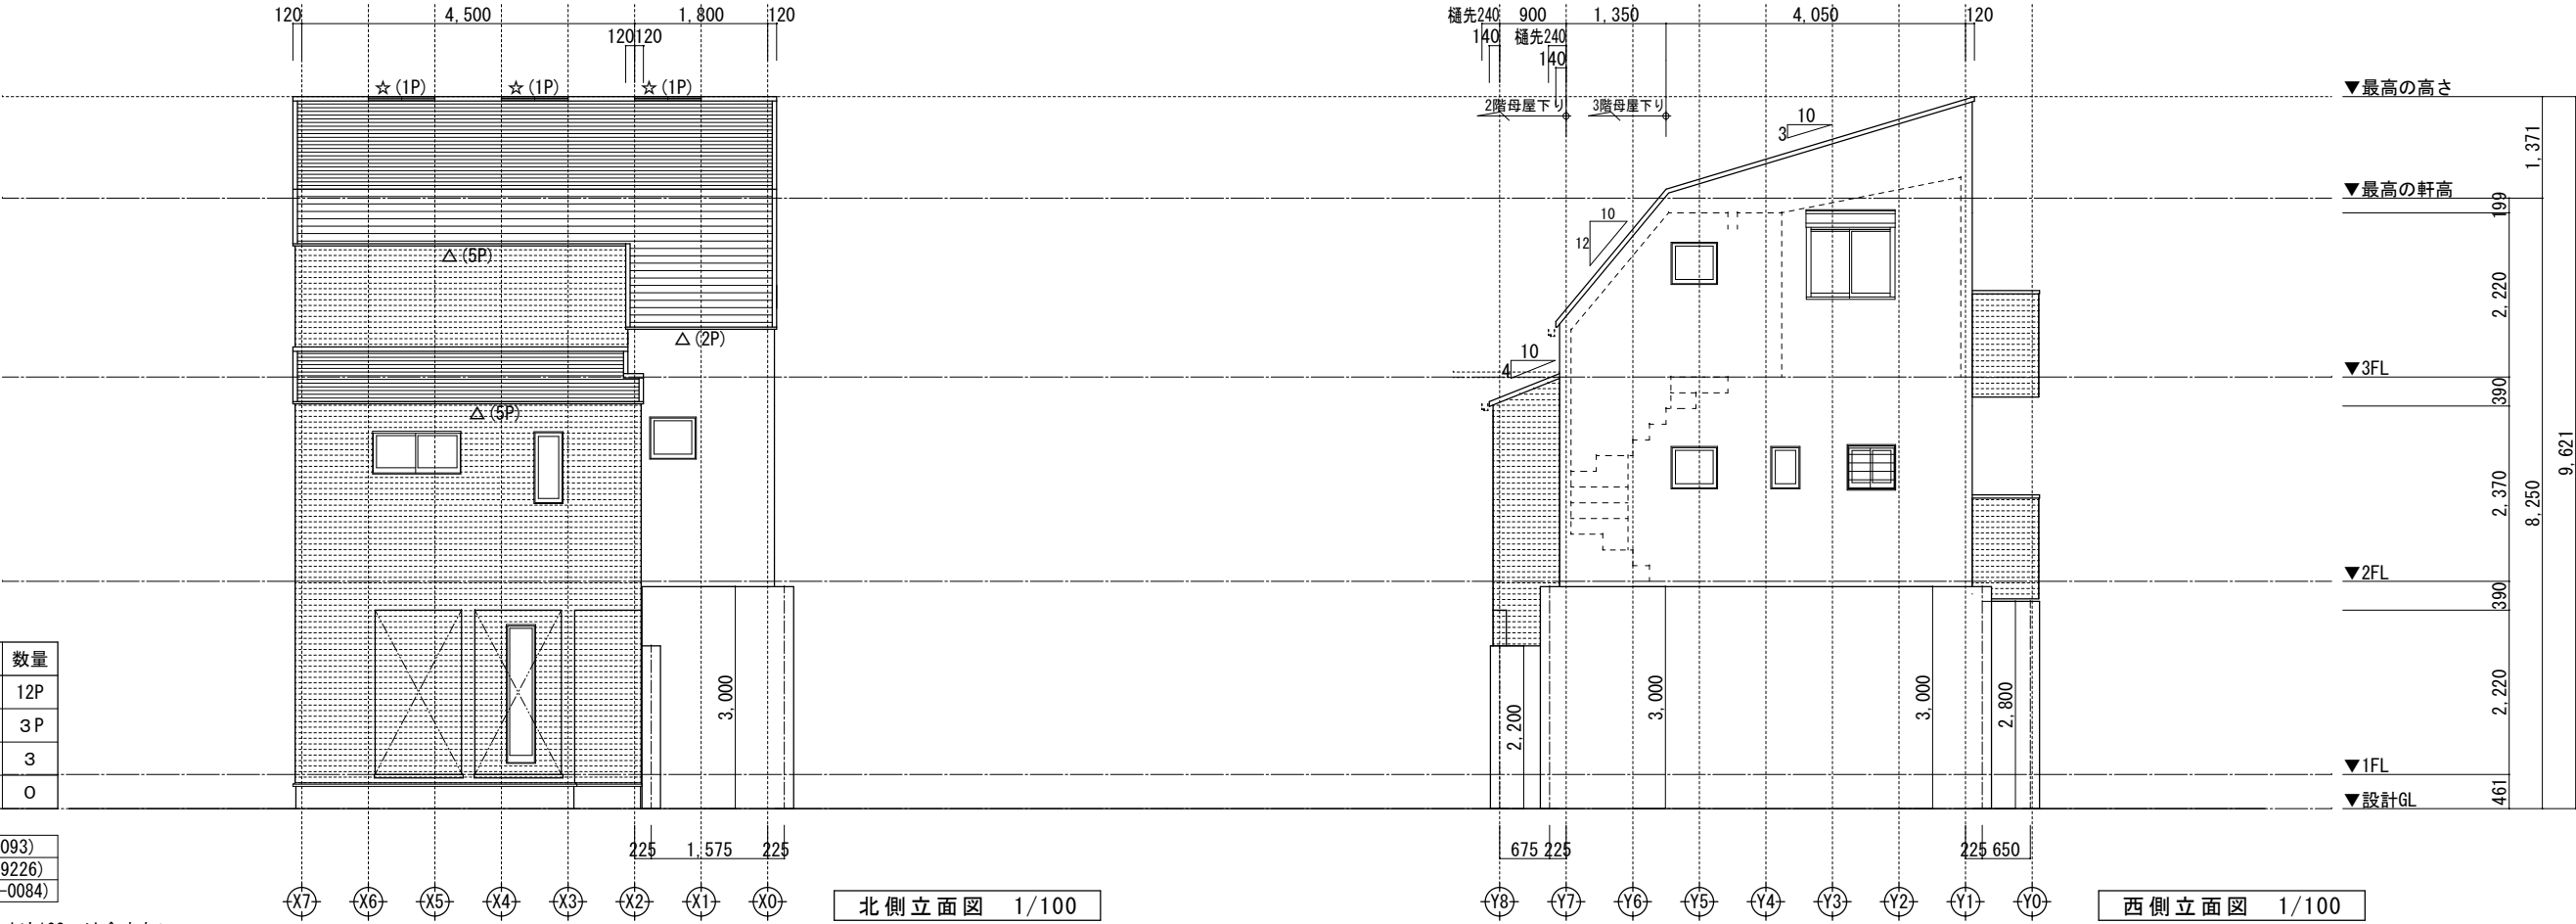 120 4,500 1,800 120
120 120
☆(1P) ☆(1P) ☆(1P)
△(5P)
△(2P)
△(5P)
3,000
225 1,575 225
X7 X6 X5 X4 X3 X2 X1 X0
北側立面図 1/100
数量
12P
3P
3
0
093)
9226)
-0084)
樋先240 900 1,350 4,050 120
140 樋先240
140
2階母屋下り 3階母屋下り
10
3
10
12
10
4
2,200
3,000
3,000
2,800
675 225
225 650
Y8 Y7 Y6 Y5 Y4 Y3 Y2 Y1 Y0
西側立面図 1/100
▼最高の高さ
▼最高の軒高
▼3FL
▼2FL
▼1FL
▼設計GL
1,371
199
2,220
390
2,370
390
2,220
461
8,250
9,621